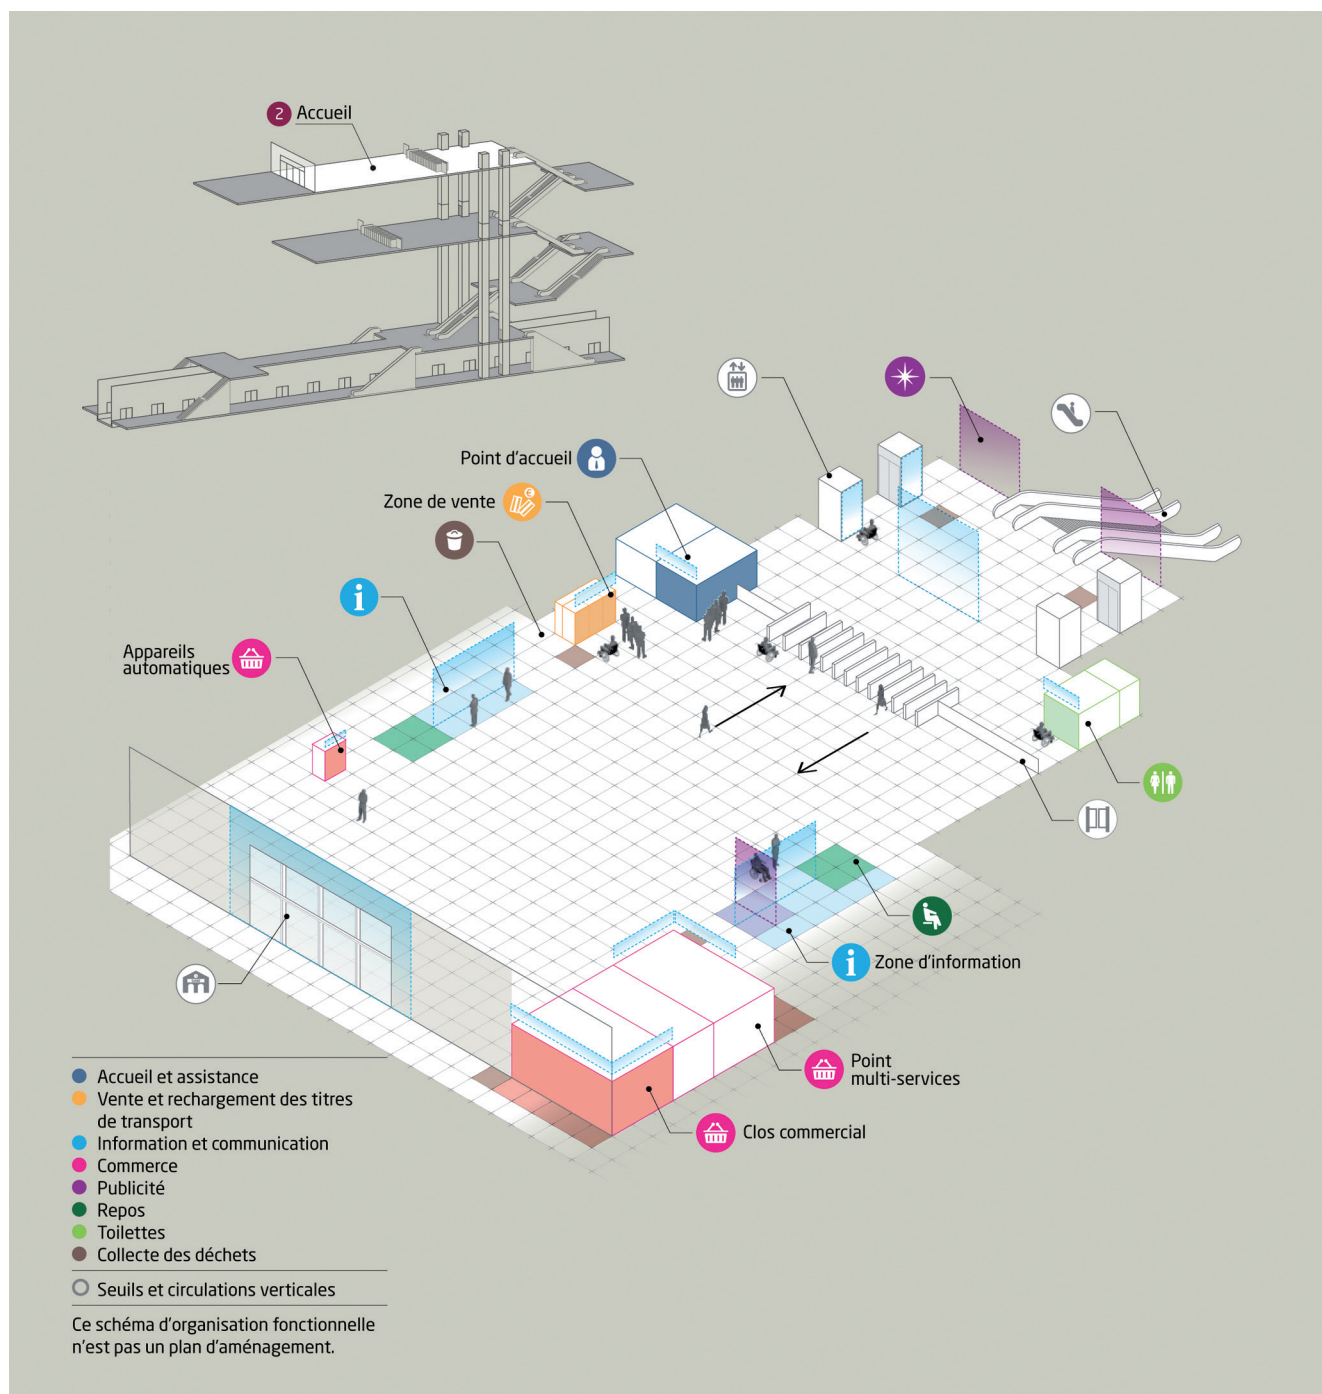 2 Accueil
Point d'accueil
Zone de vente
i
Appareils
automatiques
i Zone d'information
Point
multi-services
Clos commercial
Accueil et assistance
Vente et rechargement des titres
de transport
Information et communication
Commerce
Publicité
Repos
Toilettes
Collecte des déchets
Seuils et circulations verticales
Ce schéma d'organisation fonctionnelle
n'est pas un plan d'aménagement.